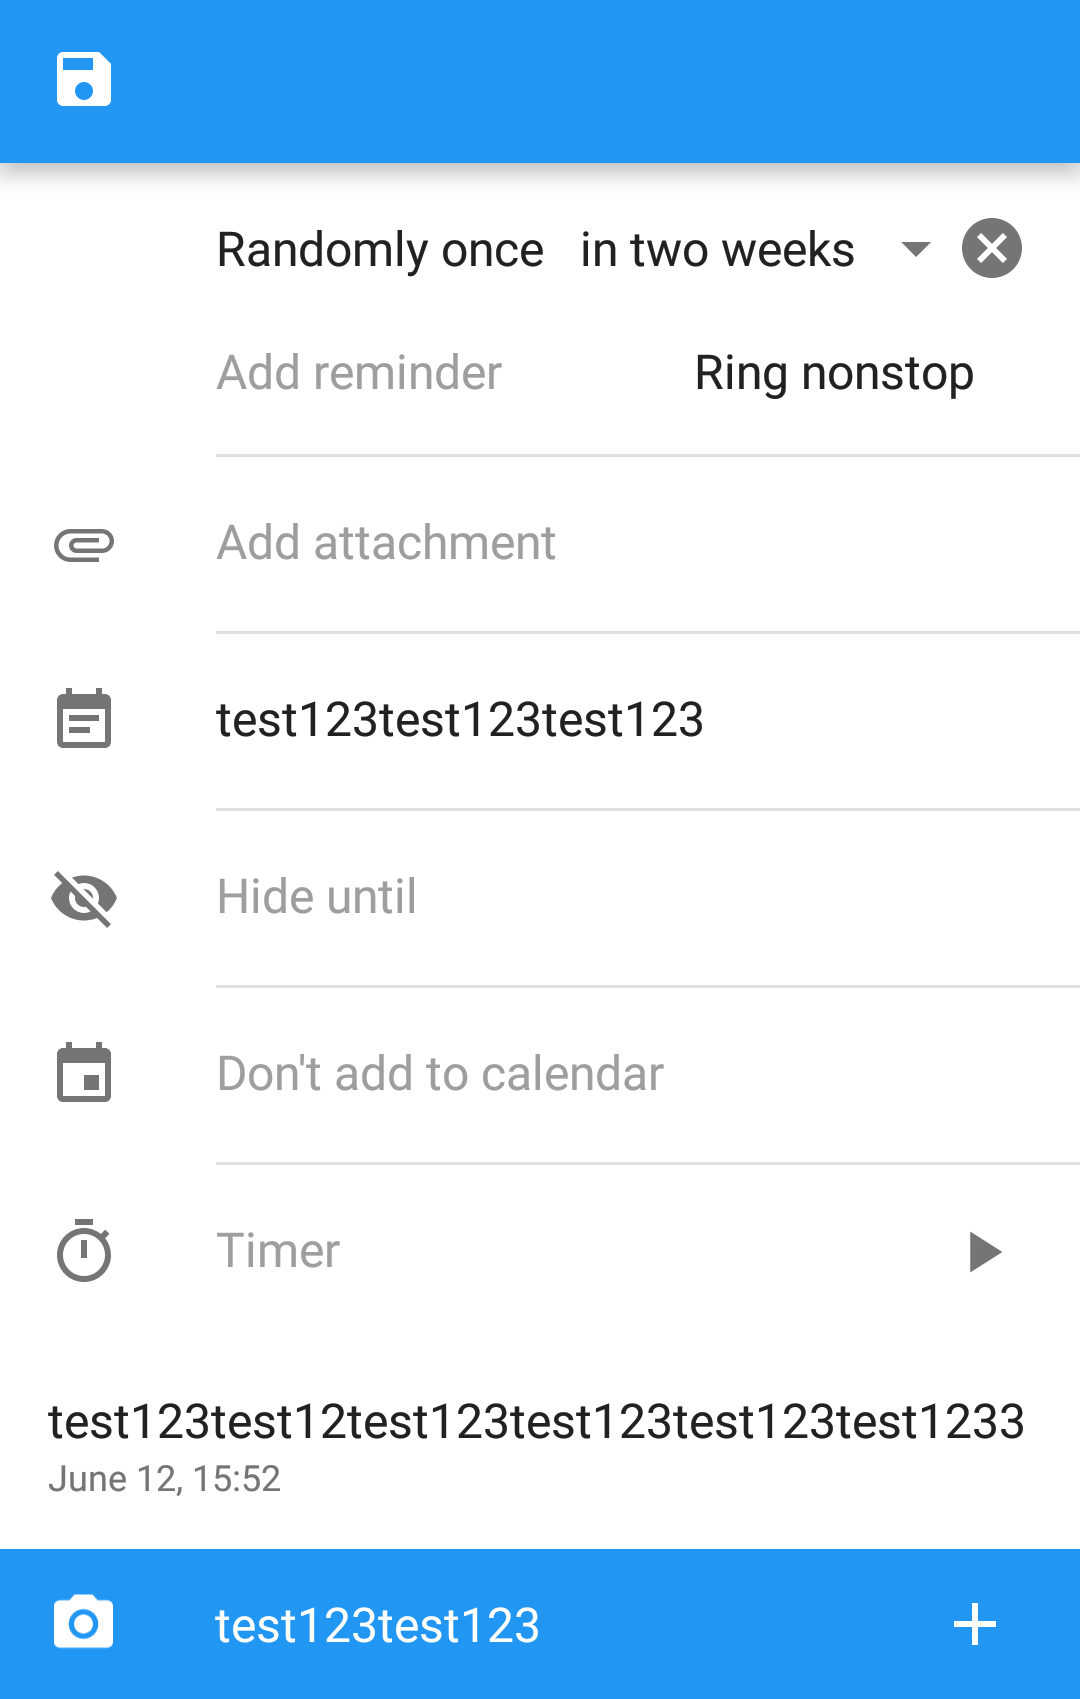 Randomly once in two weeks
Add reminder Ring nonstop
Add attachment
test123test123test123
Hide until
Don't add to calendar
Timer
test123test12test123test123test123test1233
June 12, 15:52
test123test123